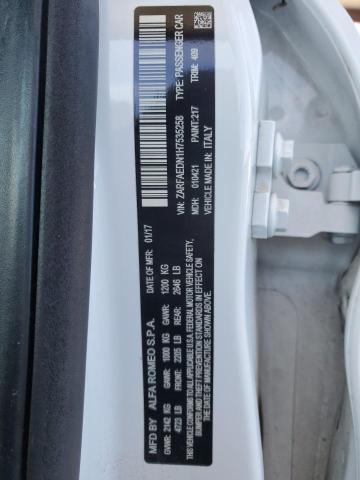 MFD BY: ALFA ROMEO S.P.A. DATE OF MFR: 01/17
GVWR: 2142 KG GAWR: 1000 KG GAWR: 1200 KG
4723 LB FRONT: 2205 LB REAR: 2646 LB
THIS VEHICLE CONFORMS TO ALL APPLICABLE U.S.A. FEDERAL MOTOR VEHICLE SAFETY,
BUMPER AND THEFT PREVENTION STANDARDS IN EFFECT ON
THE DATE OF MANUFACTURE SHOWN ABOVE.
VIN: ZARFAEDN1H7535258 TYPE: PASSENGER CAR
MDH: 010421 PAINT: 217 TRIM: 489
VEHICLE MADE IN:
ITALY